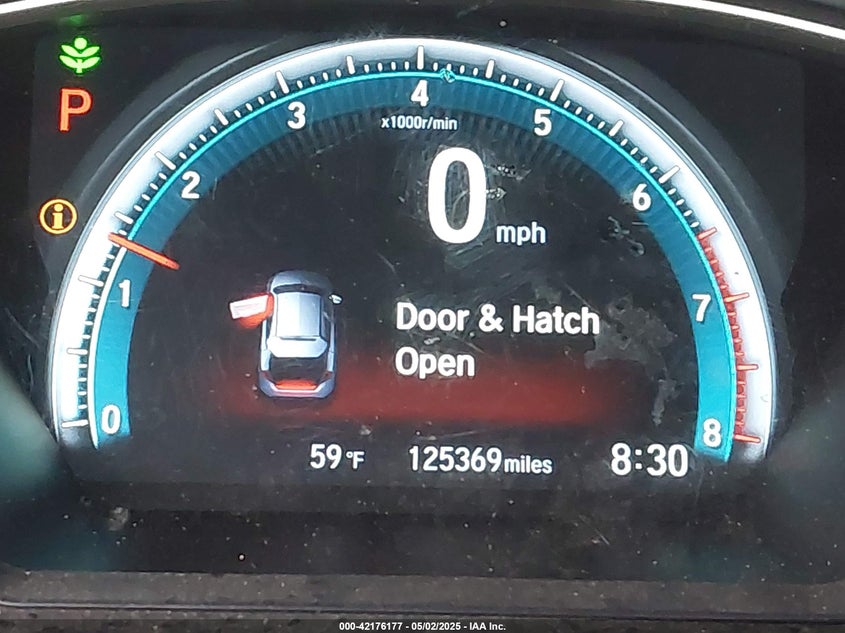 P
0
1
2
3
4
5
6
7
8
x1000r/min
0 mph
Door & Hatch
Open
59°F 125369 miles 8:30
000-42176177 - 05/02/2025 - IAA Inc.